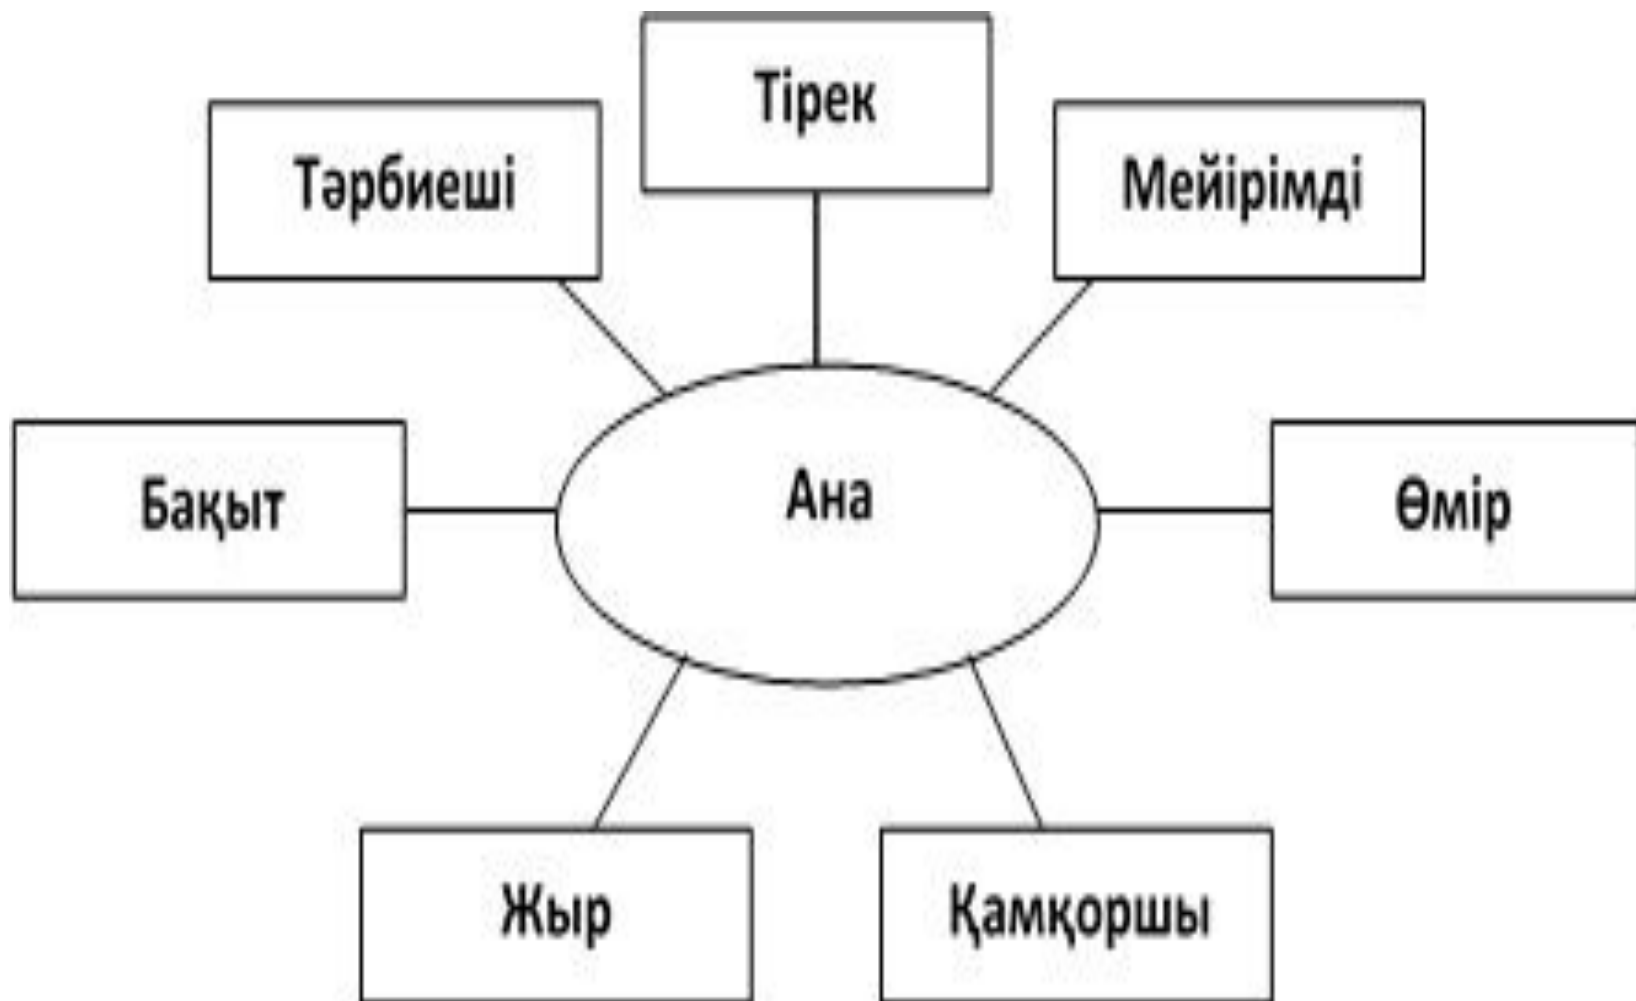 Тірек
Тәрбиеші
Мейірімді
Бақыт
Ана
Өмір
Жыр
Қамқоршы